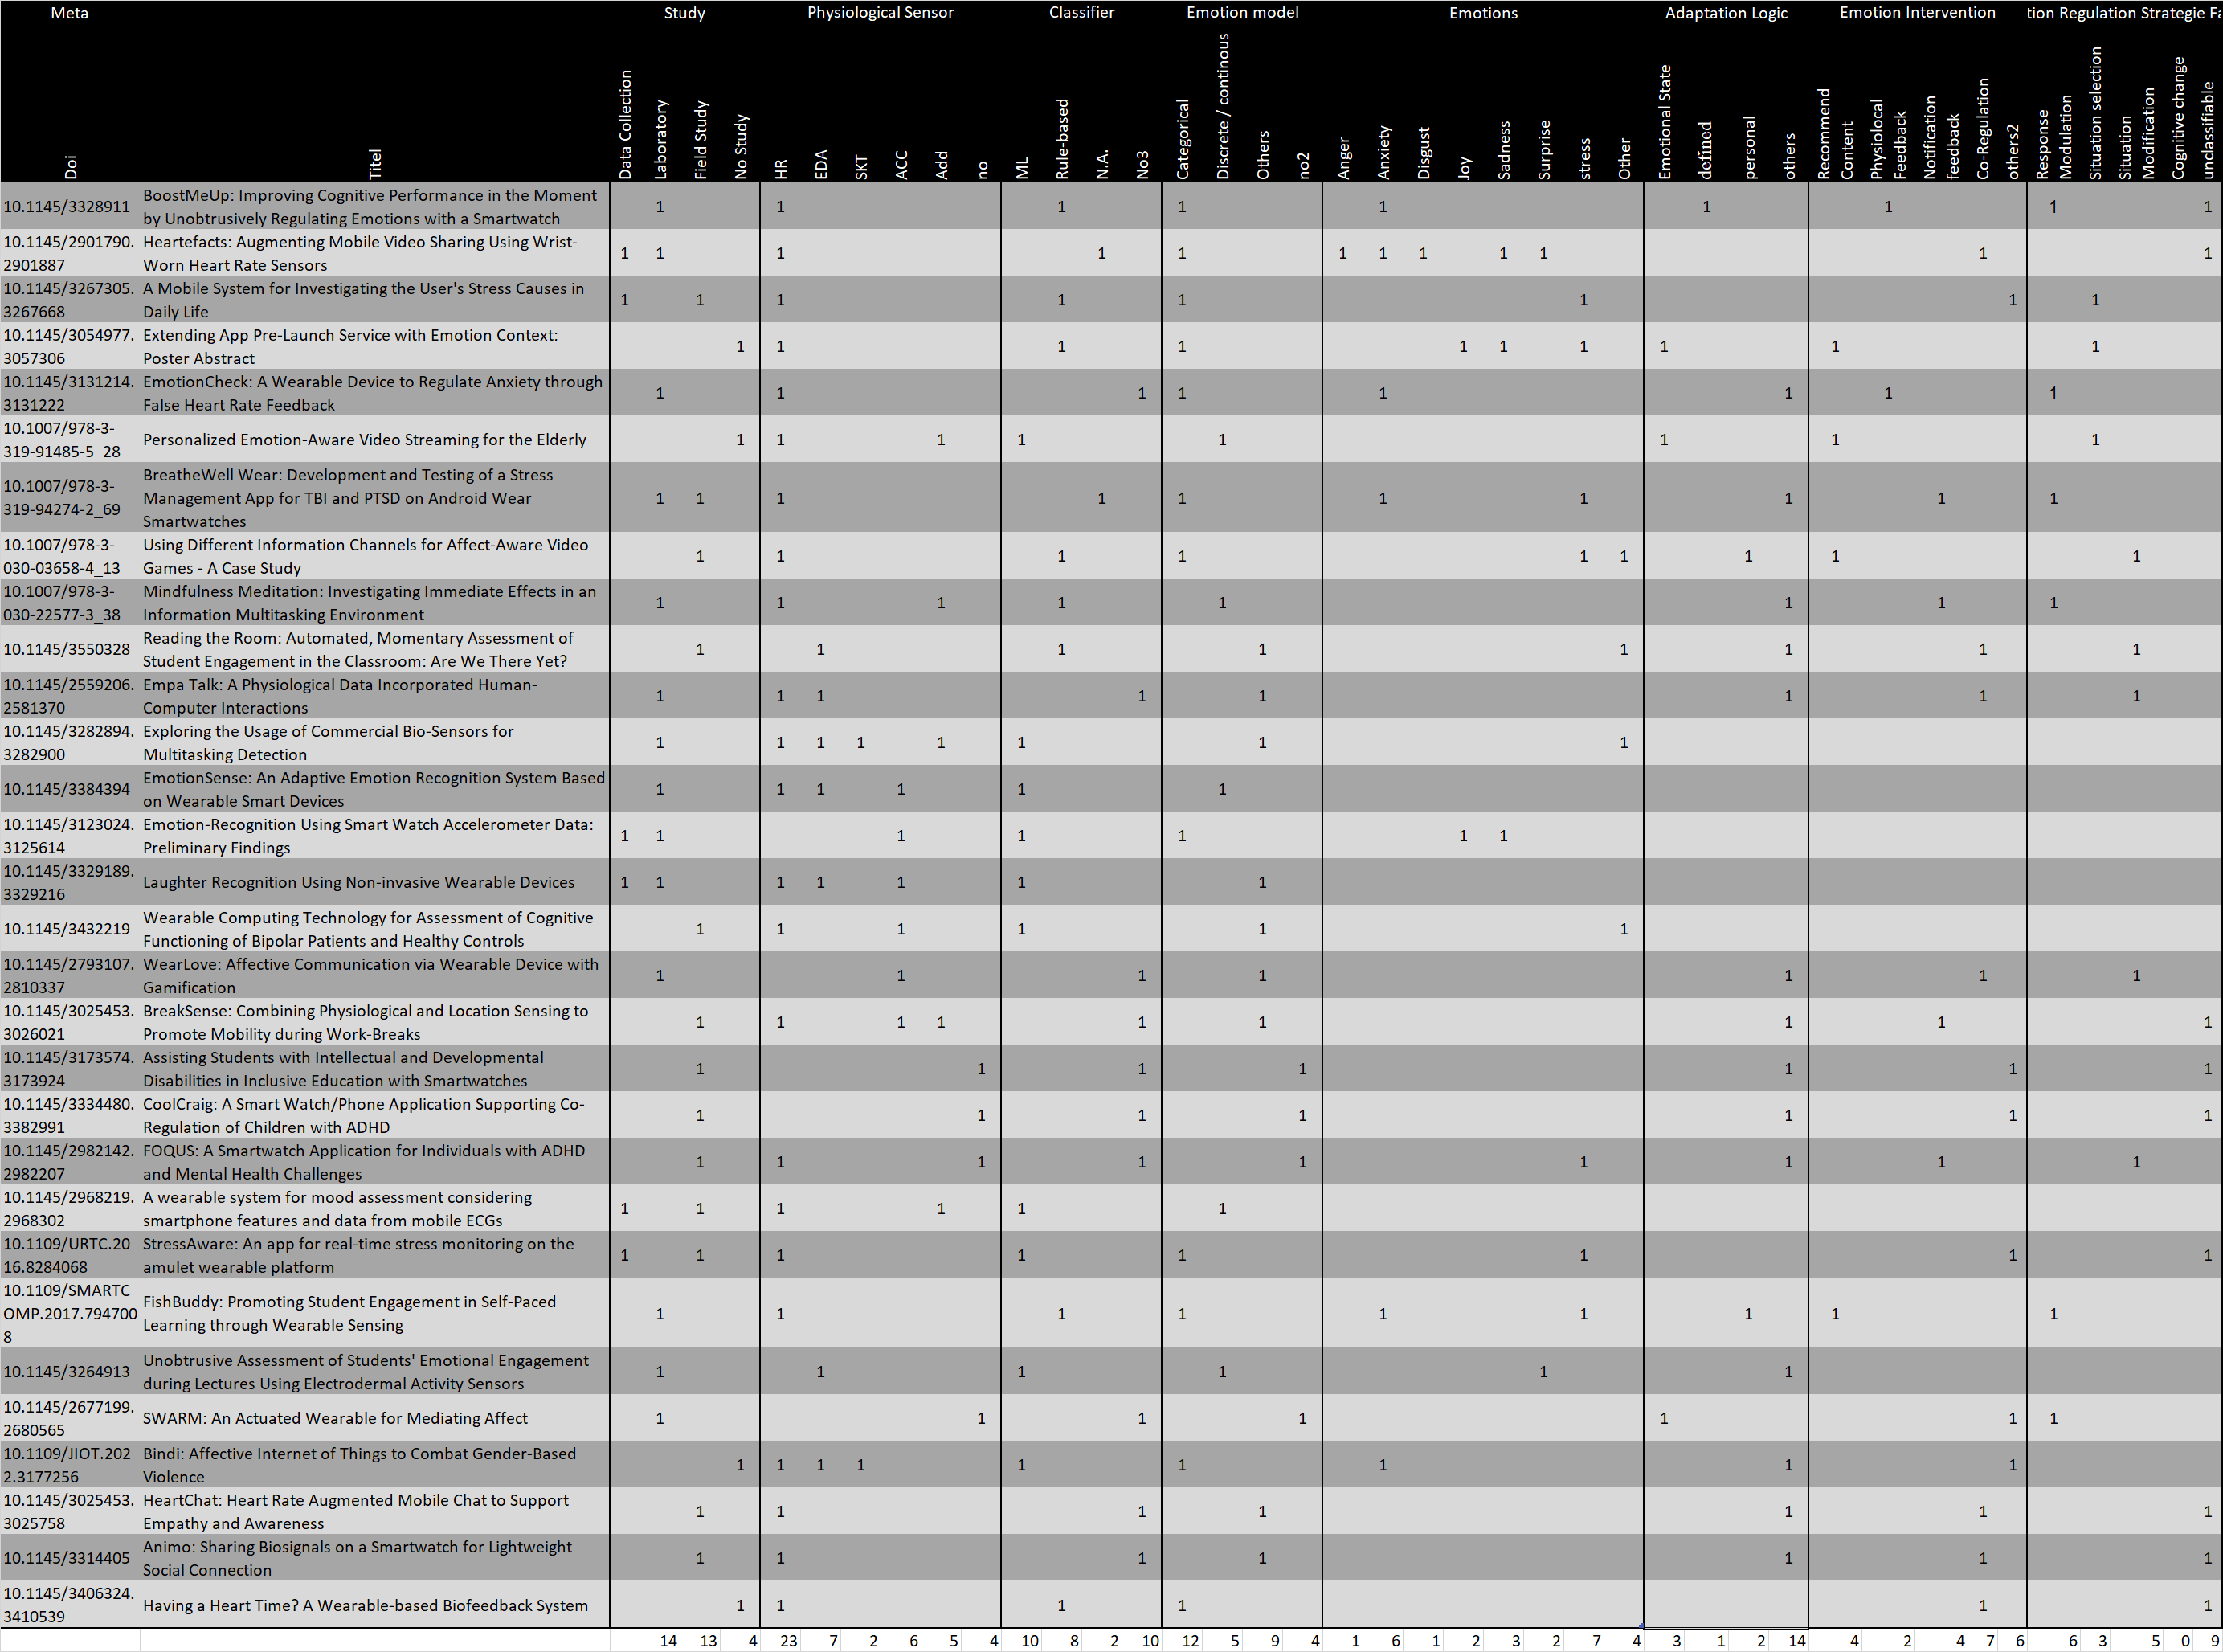 Meta Study Physiological Sensor Classifier Emotion model Emotions Adaptation Logic Emotion Intervention tion Regulation Strategie Fa
Doi
Titel
Data Collection
Laboratory
Field Study
No Study
HR
EDA
SKT
ACC
Add
no
ML
Rule-based
N.A.
No3
Categorical
Discrete / continous
Others
no2
Anger
Anxiety
Disgust
Joy
Sadness
Surprise
stress
Other
Emotional State
defined
personal
others
Recommend
Content
Physiolocal
Feedback
Notification
feedback
Co-Regulation
others2
Response
Modulation
Situation selection
Situation
Modification
Cognitive change
unclassifiable
10.1145/3328911
BoostMeUp: Improving Cognitive Performance in the Moment
by Unobtrusively Regulating Emotions with a Smartwatch
1 1 1 1 1 1 1 1 1
10.1145/2901790.
2901887
Heartefacts: Augmenting Mobile Video Sharing Using Wrist-
Worn Heart Rate Sensors
1 1 1 1 1 1 1 1 1 1 1 1
10.1145/3267305.
3267668
A Mobile System for Investigating the User's Stress Causes in
Daily Life
1 1 1 1 1 1 1 1
10.1145/3054977.
3057306
Extending App Pre-Launch Service with Emotion Context:
Poster Abstract
1 1 1 1 1 1 1 1 1 1
10.1145/3131214.
3131222
EmotionCheck: A Wearable Device to Regulate Anxiety through
False Heart Rate Feedback
1 1 1 1 1 1 1 1
10.1007/978-3-
319-91485-5_28
Personalized Emotion-Aware Video Streaming for the Elderly
1 1 1 1 1 1 1 1
10.1007/978-3-
319-94274-2_69
BreatheWell Wear: Development and Testing of a Stress
Management App for TBI and PTSD on Android Wear
Smartwatches
1 1 1 1 1 1 1 1 1 1
10.1007/978-3-
030-03658-4_13
Using Different Information Channels for Affect-Aware Video
Games - A Case Study
1 1 1 1 1 1 1 1 1
10.1007/978-3-
030-22577-3_38
Mindfulness Meditation: Investigating Immediate Effects in an
Information Multitasking Environment
1 1 1 1 1 1 1 1
10.1145/3550328
Reading the Room: Automated, Momentary Assessment of
Student Engagement in the Classroom: Are We There Yet?
1 1 1 1 1 1 1 1
10.1145/2559206.
2581370
Empa Talk: A Physiological Data Incorporated Human-
Computer Interactions
1 1 1 1 1 1 1 1
10.1145/3282894.
3282900
Exploring the Usage of Commercial Bio-Sensors for
Multitasking Detection
1 1 1 1 1 1 1 1
10.1145/3384394
EmotionSense: An Adaptive Emotion Recognition System Based
on Wearable Smart Devices
1 1 1 1 1 1
10.1145/3123024.
3125614
Emotion-Recognition Using Smart Watch Accelerometer Data:
Preliminary Findings
1 1 1 1 1 1 1
10.1145/3329189.
3329216
Laughter Recognition Using Non-invasive Wearable Devices
1 1 1 1 1 1 1
10.1145/3432219
Wearable Computing Technology for Assessment of Cognitive
Functioning of Bipolar Patients and Healthy Controls
1 1 1 1 1 1
10.1145/2793107.
2810337
WearLove: Affective Communication via Wearable Device with
Gamification
1 1 1 1 1 1 1
10.1145/3025453.
3026021
BreakSense: Combining Physiological and Location Sensing to
Promote Mobility during Work-Breaks
1 1 1 1 1 1 1 1 1
10.1145/3173574.
3173924
Assisting Students with Intellectual and Developmental
Disabilities in Inclusive Education with Smartwatches
1 1 1 1 1 1 1
10.1145/3334480.
3382991
CoolCraig: A Smart Watch/Phone Application Supporting Co-
Regulation of Children with ADHD
1 1 1 1 1 1 1
10.1145/2982142.
2982207
FOQUS: A Smartwatch Application for Individuals with ADHD
and Mental Health Challenges
1 1 1 1 1 1 1 1 1
10.1145/2968219.
2968302
A wearable system for mood assessment considering
smartphone features and data from mobile ECGs
1 1 1 1 1 1
10.1109/URTC.20
16.8284068
StressAware: An app for real-time stress monitoring on the
amulet wearable platform
1 1 1 1 1 1 1 1
10.1109/SMARTC
OMP.2017.794700
8
FishBuddy: Promoting Student Engagement in Self-Paced
Learning through Wearable Sensing
1 1 1 1 1 1 1 1 1
10.1145/3264913
Unobtrusive Assessment of Students' Emotional Engagement
during Lectures Using Electrodermal Activity Sensors
1 1 1 1 1 1
10.1145/2677199.
2680565
SWARM: An Actuated Wearable for Mediating Affect
1 1 1 1 1 1 1
10.1109/JIOT.202
2.3177256
Bindi: Affective Internet of Things to Combat Gender-Based
Violence
1 1 1 1 1 1 1 1 1
10.1145/3025453.
3025758
HeartChat: Heart Rate Augmented Mobile Chat to Support
Empathy and Awareness
1 1 1 1 1 1 1
10.1145/3314405
Animo: Sharing Biosignals on a Smartwatch for Lightweight
Social Connection
1 1 1 1 1 1 1
10.1145/3406324.
3410539
Having a Heart Time? A Wearable-based Biofeedback System
1 1 1 1 1 1
14 13 4 23 7 2 6 5 4 10 8 2 10 12 5 9 4 1 6 1 2 3 2 7 4 3 1 2 14 4 2 4 7 6 6 3 5 0 9